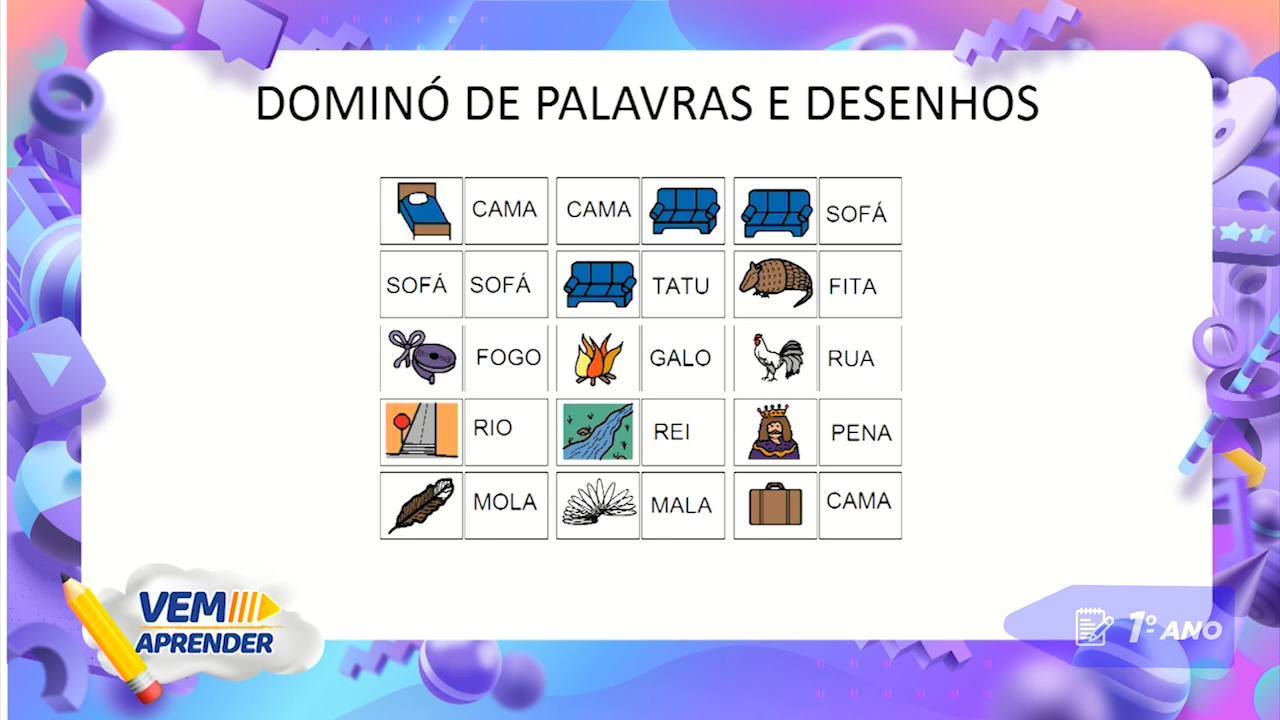 DOMINÓ DE PALAVRAS E DESENHOS
CAMA CAMA SOFÁ
SOFÁ SOFÁ TATU FITA
FOGO GALO RUA
RIO REI PENA
MOLA MALA CAMA
VEM
APRENDER
1º ANO